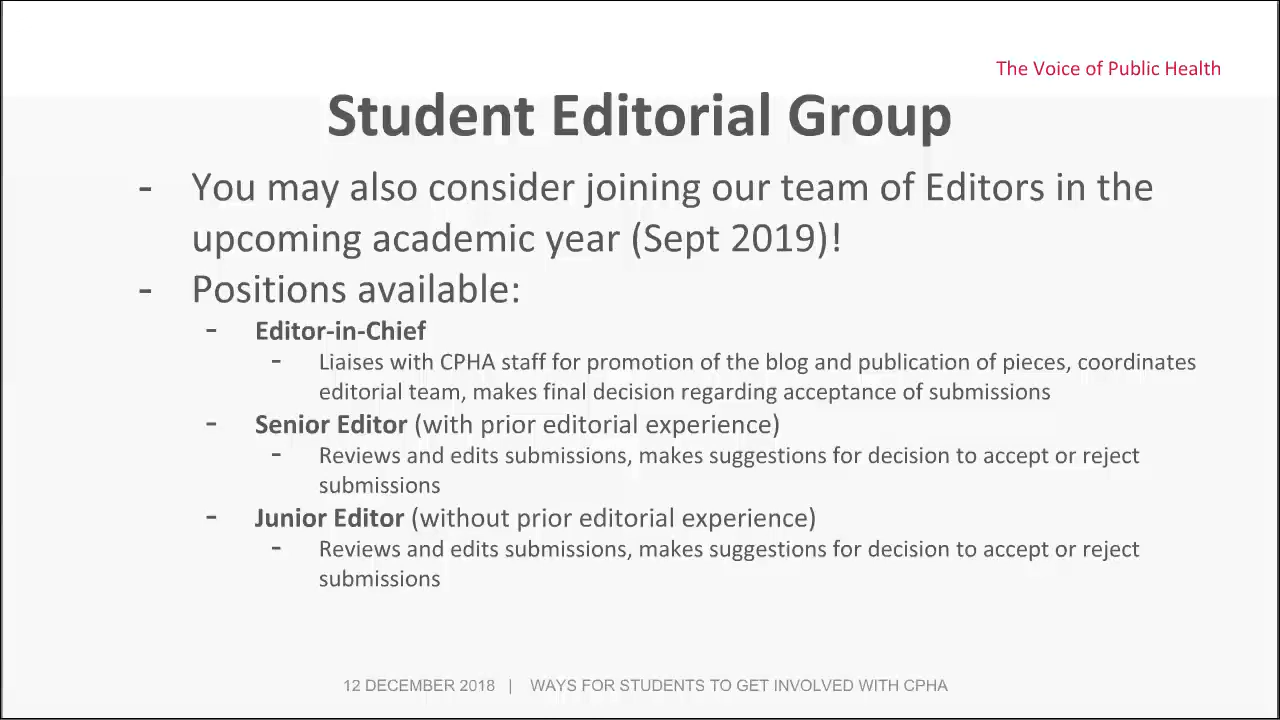 The Voice of Public Health
Student Editorial Group
- You may also consider joining our team of Editors in the
upcoming academic year (Sept 2019)!
- Positions available:
- Editor-in-Chief
- Liaises with CPHA staff for promotion of the blog and publication of pieces, coordinates
editorial team, makes final decision regarding acceptance of submissions
- Senior Editor (with prior editorial experience)
- Reviews and edits submissions, makes suggestions for decision to accept or reject
submissions
- Junior Editor (without prior editorial experience)
- Reviews and edits submissions, makes suggestions for decision to accept or reject
submissions
12 DECEMBER 2018 | WAYS FOR STUDENTS TO GET INVOLVED WITH CPHA